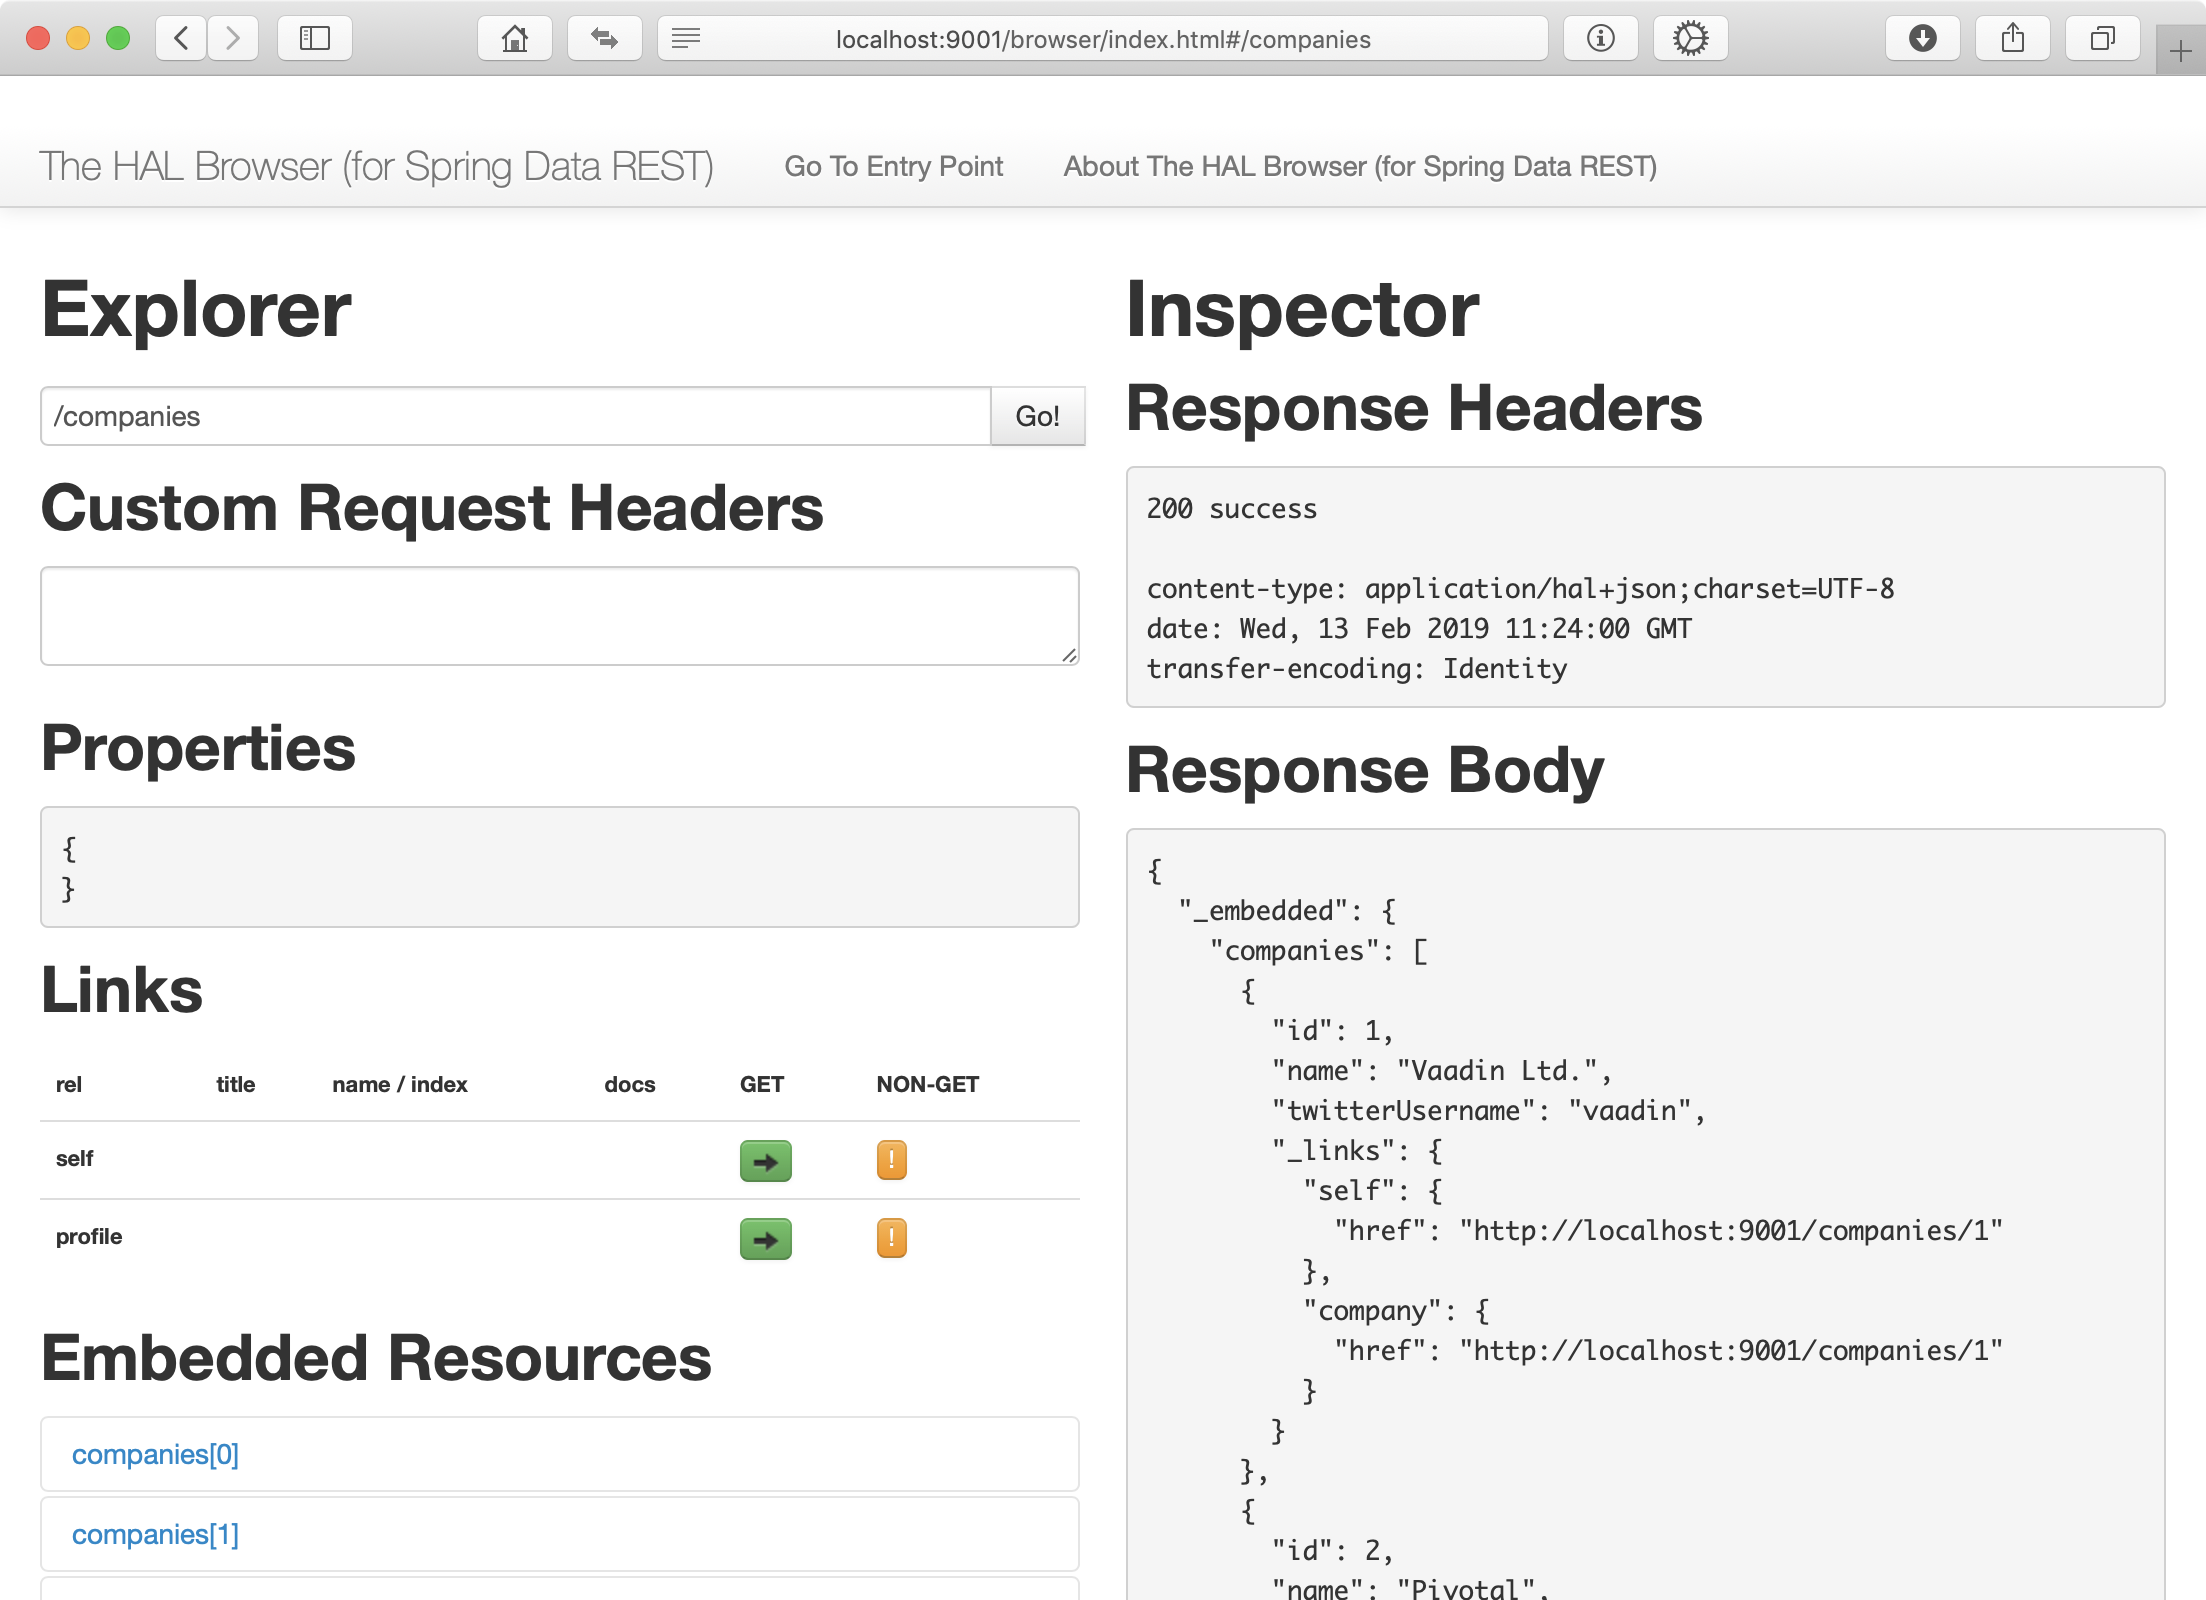 localhost:9001/browser/index.html#/companies
The HAL Browser (for Spring Data REST)
Go To Entry Point
About The HAL Browser (for Spring Data REST)
Explorer
/companies
Go!
Custom Request Headers
Properties
{
}
Links
rel title name / index docs GET NON-GET
self !
profile !
Embedded Resources
companies[0]
companies[1]
Inspector
Response Headers
200 success
content-type: application/hal+json;charset=UTF-8
date: Wed, 13 Feb 2019 11:24:00 GMT
transfer-encoding: Identity
Response Body
{
"_embedded": {
"companies": [
{
"id": 1,
"name": "Vaadin Ltd.",
"twitterUsername": "vaadin",
"_links": {
"self": {
"href": "http://localhost:9001/companies/1"
},
"company": {
"href": "http://localhost:9001/companies/1"
}
}
},
{
"id": 2,
"name": "Pivotal",